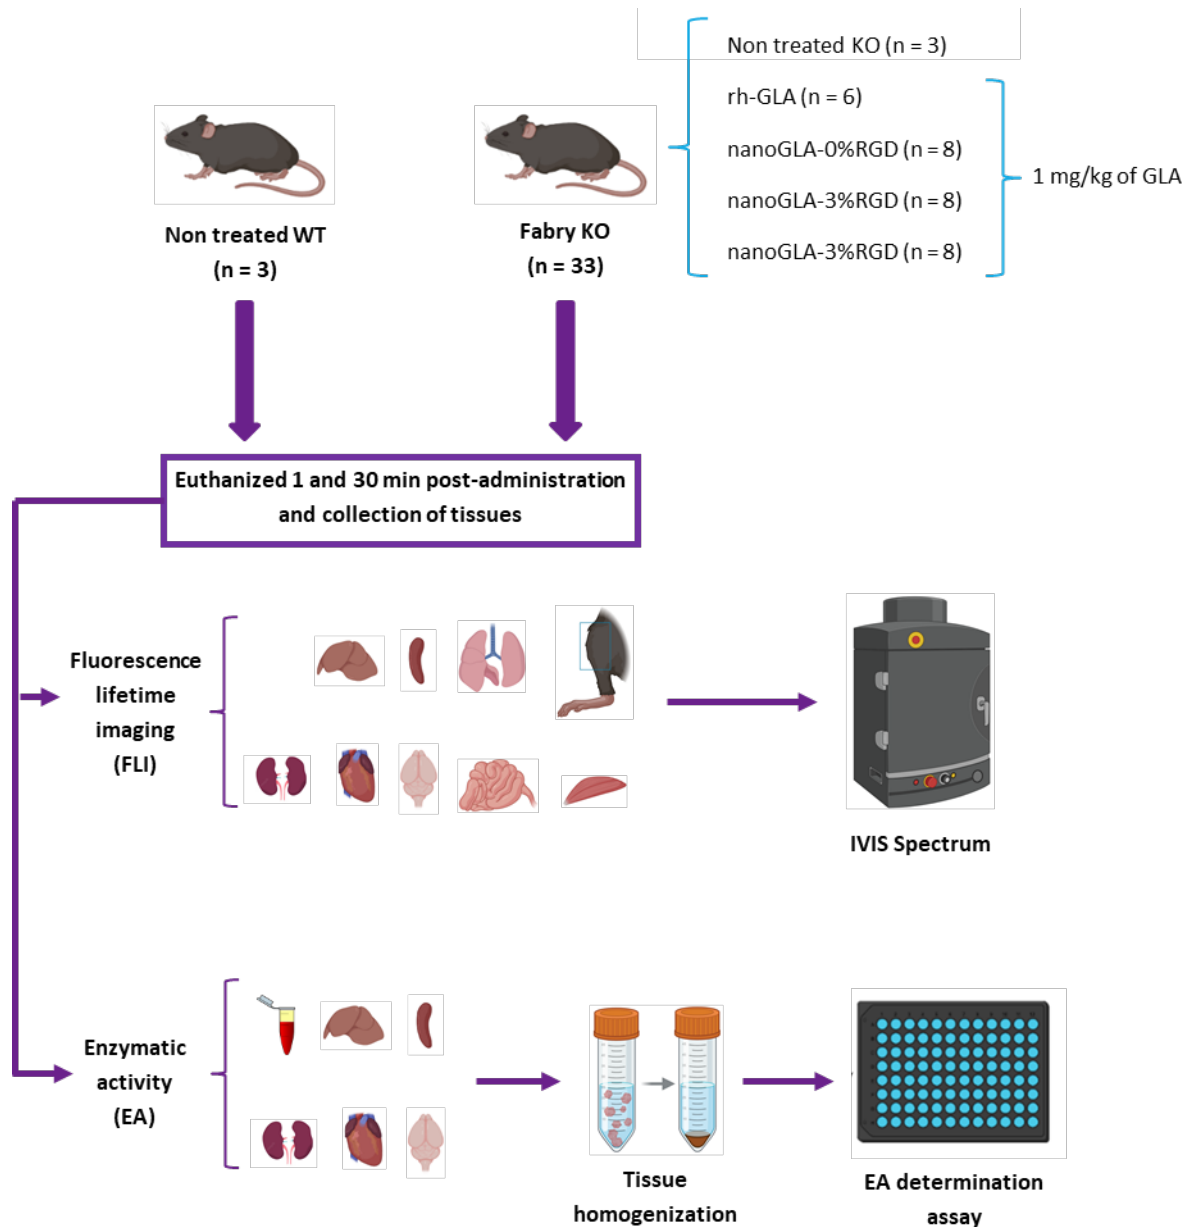 Non treated KO (n = 3)
rh-GLA (n = 6)
nanoGLA-0%RGD (n = 8)
nanoGLA-3%RGD (n = 8)
nanoGLA-3%RGD (n = 8)
1 mg/kg of GLA
Non treated WT
(n = 3)
Fabry KO
(n = 33)
Euthanized 1 and 30 min post-administration
and collection of tissues
Fluorescence
lifetime
imaging
(FLI)
IVIS Spectrum
Enzymatic
activity
(EA)
Tissue
homogenization
EA determination
assay